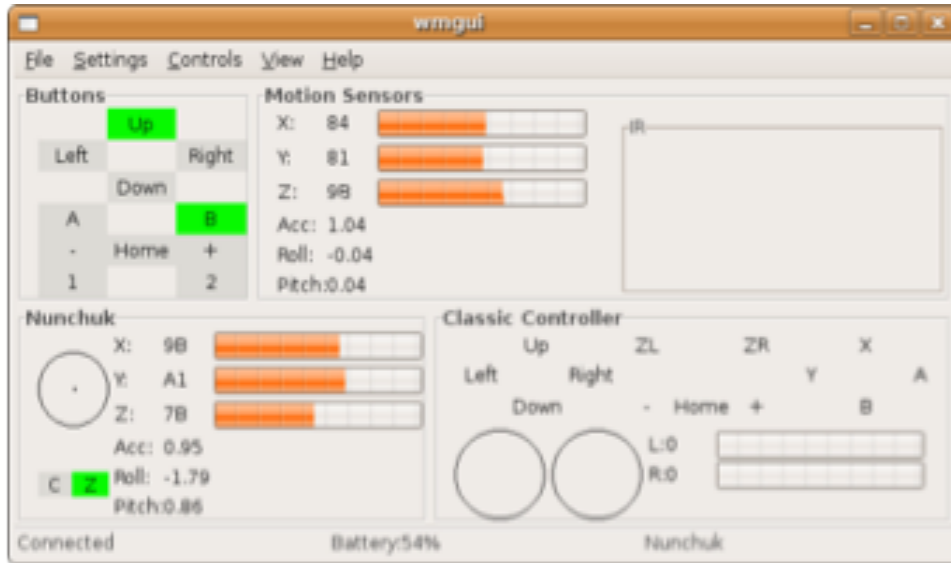 wmgui
File Settings Controls View Help
Buttons
Up
Left Right
Down
A B
- Home +
1 2
Motion Sensors
X: 84
Y: 81
Z: 9B
Acc: 1.04
Roll: -0.04
Pitch:0.04
IR
Nunchuk
X: 9B
Y: A1
Z: 7B
Acc: 0.95
C Z Roll: -1.79
Pitch:0.86
Classic Controller
Up ZL ZR X
Left Right Y A
Down - Home + B
L:0
R:0
Connected Battery:54% Nunchuk